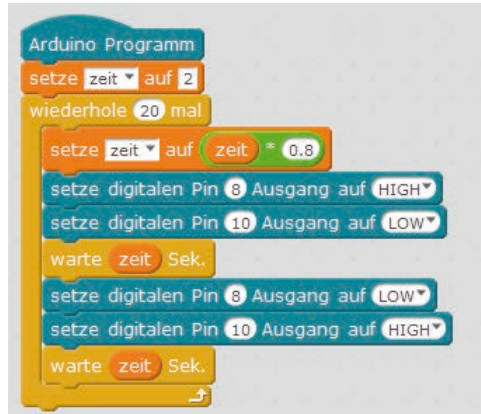 Arduino Programm
setze zeit auf 2
wiederhole 20 mal
setze zeit auf zeit * 0.8
setze digitalen Pin 8 Ausgang auf HIGH
setze digitalen Pin 10 Ausgang auf LOW
warte zeit Sek.
setze digitalen Pin 8 Ausgang auf LOW
setze digitalen Pin 10 Ausgang auf HIGH
warte zeit Sek.